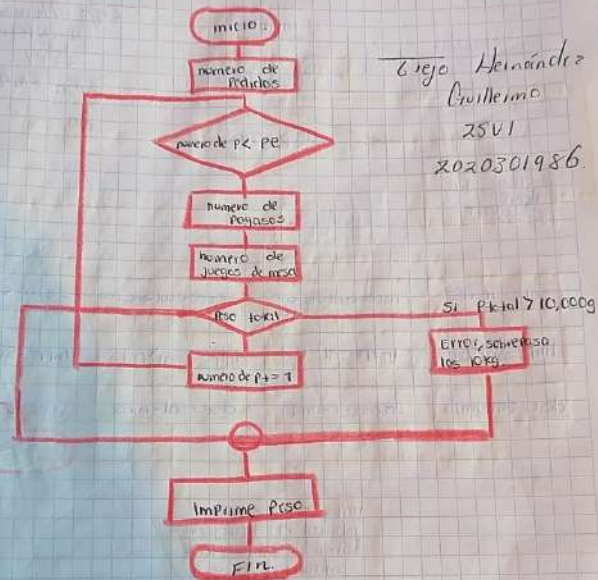 inicio.
numero de
Pedidos
Trejo Hernández
Guillermo
2SV1
2020301986.
numero de P< pe
numero de
Payasos
numero de
juegos de mesa
Peso total
Si Ptotal > 10,000g
Error, sobrepaso
los 10kg
numero de P+= 1
Imprime Peso
FIN.